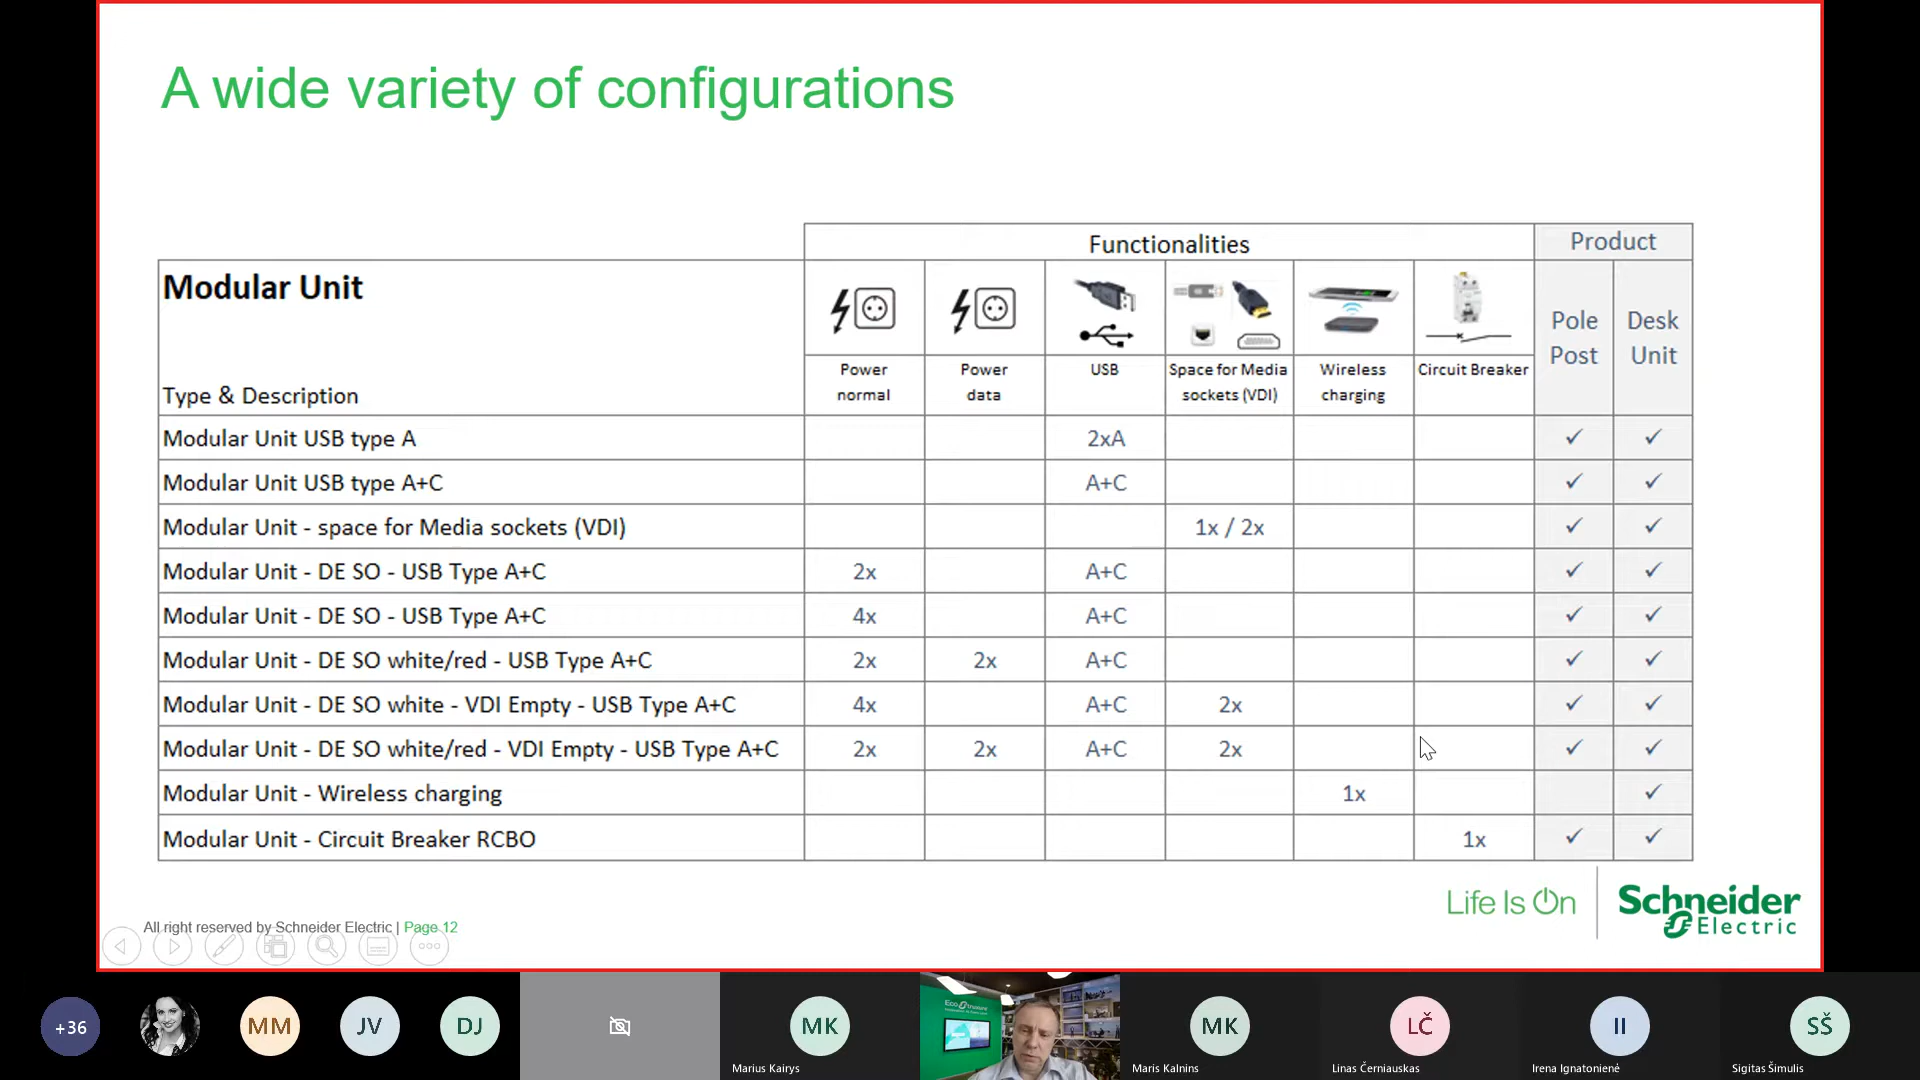 A wide variety of configurations
Functionalities
Product
Modular Unit
Type & Description
Power
normal
Power
data
USB
Space for Media
sockets (VDI)
Wireless
charging
Circuit Breaker
Pole
Post
Desk
Unit
Modular Unit USB type A 2xA ✓ ✓
Modular Unit USB type A+C A+C ✓ ✓
Modular Unit - space for Media sockets (VDI) 1x / 2x ✓ ✓
Modular Unit - DE SO - USB Type A+C 2x A+C ✓ ✓
Modular Unit - DE SO - USB Type A+C 4x A+C ✓ ✓
Modular Unit - DE SO white/red - USB Type A+C 2x 2x A+C ✓ ✓
Modular Unit - DE SO white - VDI Empty - USB Type A+C 4x A+C 2x ✓ ✓
Modular Unit - DE SO white/red - VDI Empty - USB Type A+C 2x 2x A+C 2x ✓ ✓
Modular Unit - Wireless charging 1x ✓
Modular Unit - Circuit Breaker RCBO 1x ✓ ✓
Life Is On
Schneider
Electric
All right reserved by Schneider Electric | Page 12
+36
MM
JV
DJ
MK
Marius Kairys
MK
Maris Kalnins
LČ
Linas Černiauskas
II
Irena Ignatonienė
SŠ
Sigitas Šimulis